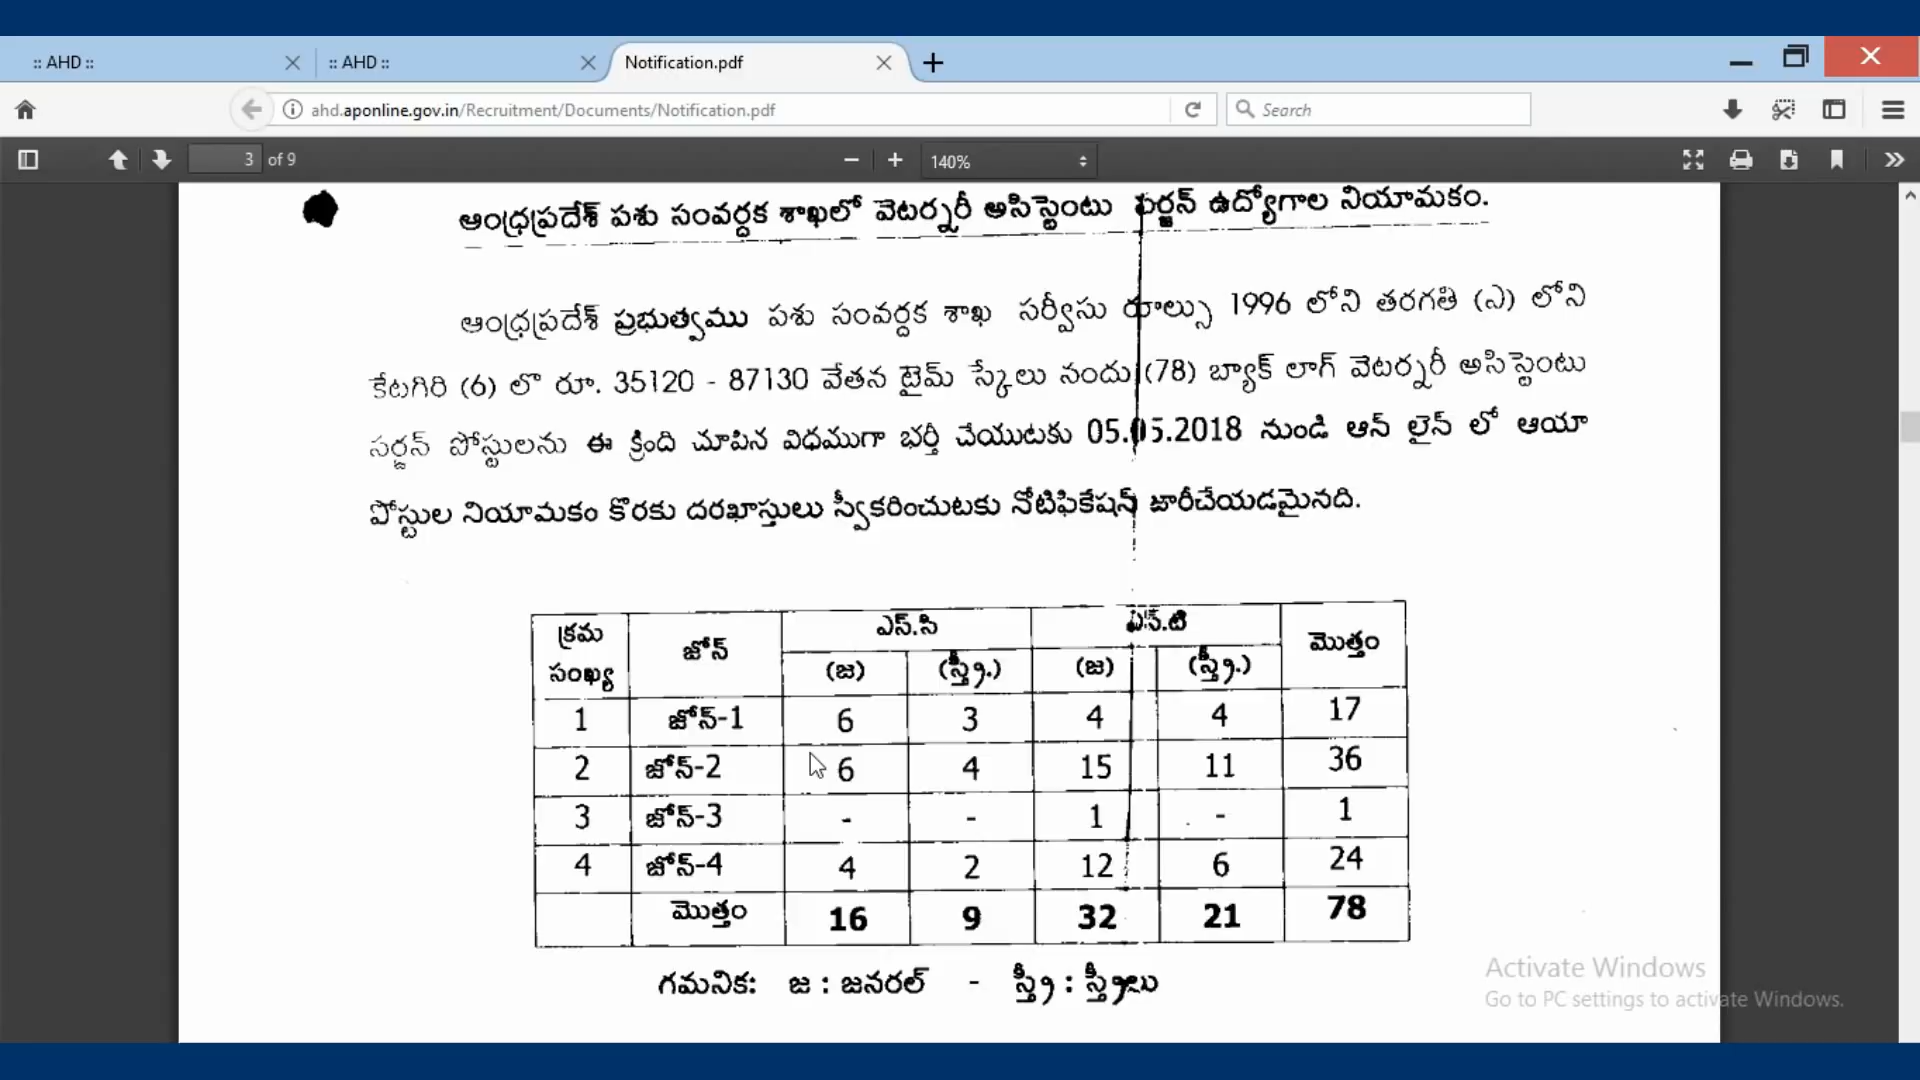 :: AHD ::
:: AHD ::
Notification.pdf
ahd.aponline.gov.in/Recruitment/Documents/Notification.pdf
Search
3 of 9
140%
ఆంధ్రప్రదేశ్ పశు సంవర్ధక శాఖలో వెటర్నరీ అసిస్టెంటు సర్జన్ ఉద్యోగాల నియామకం.
ఆంధ్రప్రదేశ్ ప్రభుత్వము పశు సంవర్ధక శాఖ సర్వీసు రూల్సు 1996 లోని తరగతి (ఎ) లోని
కేటగిరి (6) లొ రూ. 35120 - 87130 వేతన టైమ్ స్కేలు నందు (78) బ్యాక్ లాగ్ వెటర్నరీ అసిస్టెంటు
సర్జన్ పోస్టులను ఈ క్రింది చూపిన విధముగా భర్తీ చేయుటకు 05.05.2018 నుండి ఆన్ లైన్ లో ఆయా
పోస్టుల నియామకం కొరకు దరఖాస్తులు స్వీకరించుటకు నోటిఫికేషన్ జారీచేయడమైనది.
క్రమ సంఖ్య జోన్ ఎస్.సి ఎస్.టి మొత్తం
(జ) (స్త్రీ.) (జ) (స్త్రీ.)
1 జోన్-1 6 3 4 4 17
2 జోన్-2 6 4 15 11 36
3 జోన్-3 - - 1 - 1
4 జోన్-4 4 2 12 6 24
మొత్తం 16 9 32 21 78
గమనిక: జ : జనరల్ - స్త్రీ : స్త్రీలు
Activate Windows
Go to PC settings to activate Windows.